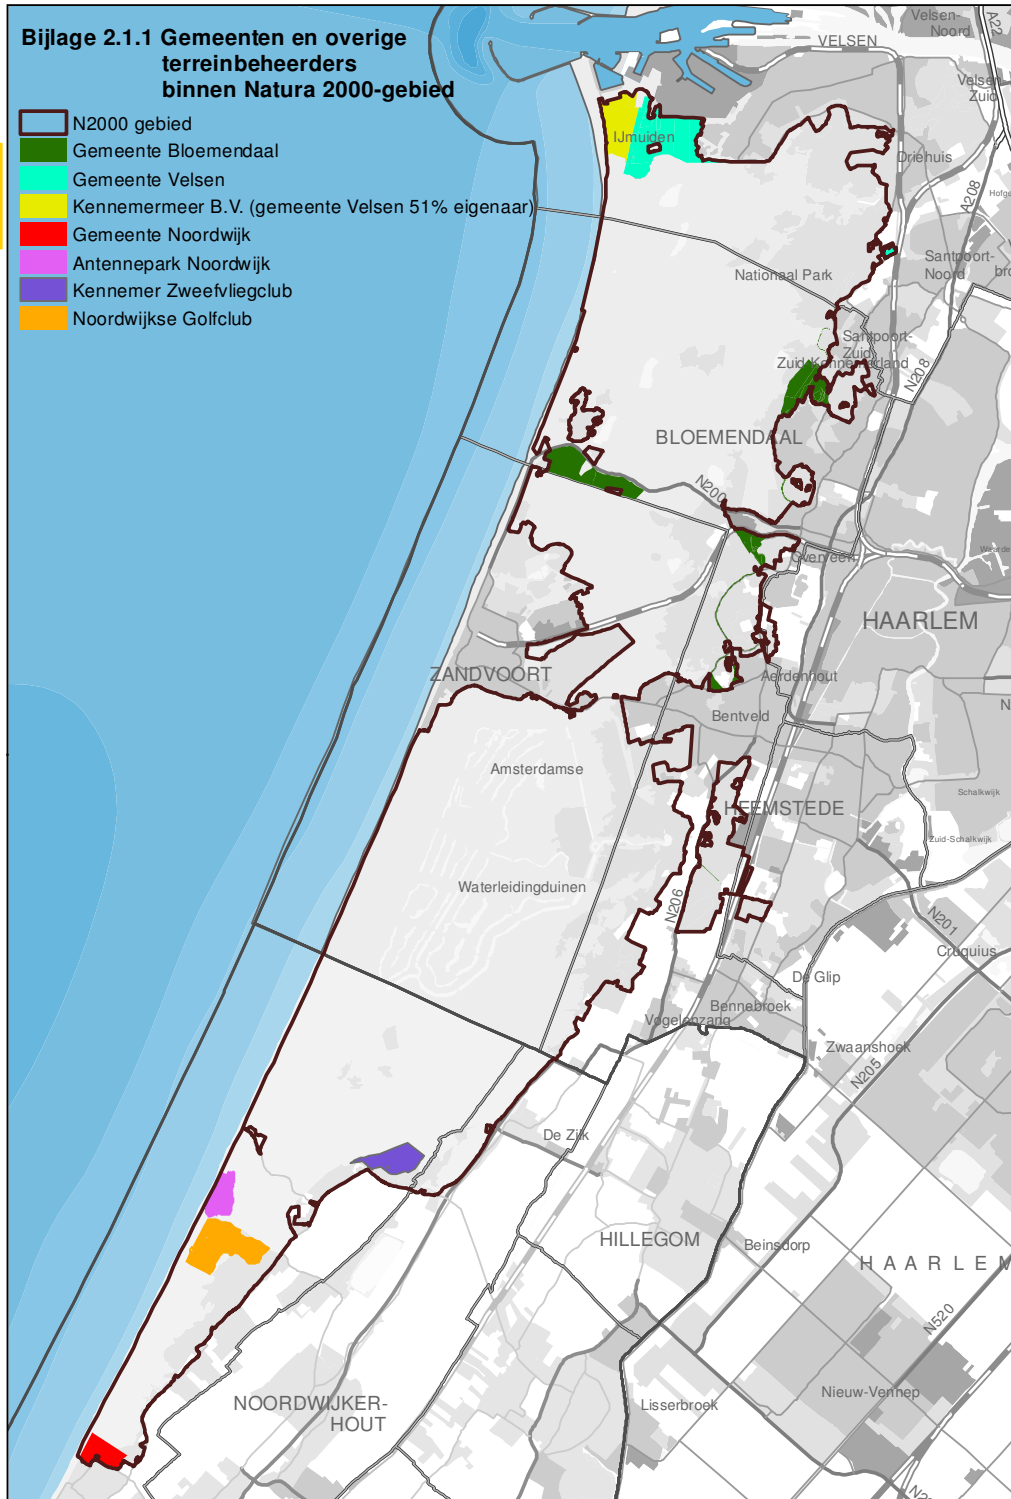 Bijlage 2.1.1 Gemeenten en overige
terreinbeheerders
binnen Natura 2000-gebied
N2000 gebied
Gemeente Bloemendaal
Gemeente Velsen
Kennemermeer B.V. (gemeente Velsen 51% eigenaar)
Gemeente Noordwijk
Antennepark Noordwijk
Kennemer Zweefvliegclub
Noordwijkse Golfclub
Velsen-
Noord
A22
VELSEN
Velsen-
Zuid
IJmuiden
Driehuis
A208
Santpoort-
Noord
Nationaal Park
Santpoort-
Zuid
Zuid-Kennemerland
N208
BLOEMENDAAL
N200
Overveen
HAARLEM
ZANDVOORT
Aerdenhout
Bentveld
Amsterdamse
Schalkwijk
HEEMSTEDE
Zuid-Schalkwijk
Waterleidingduinen
N206
N201
Cruquius
De Glip
Bennebroek
Vogelenzang
Zwaanshoek
N205
De Zilk
HILLEGOM
Beinsdorp
HAARLEM
N520
Nieuw-Vennep
NOORDWIJKER-
HOUT
Lisserbroek